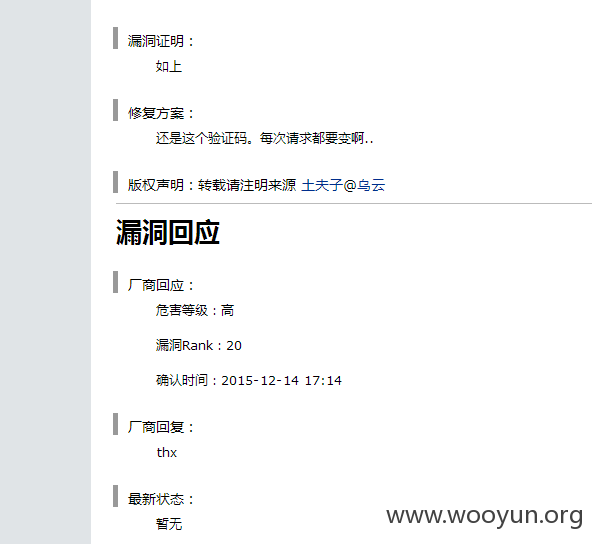 漏洞证明：
如上
修复方案：
还是这个验证码。每次请求都要变啊..
版权声明：转载请注明来源 土夫子@乌云
漏洞回应
厂商回应：
危害等级：高
漏洞Rank：20
确认时间：2015-12-14 17:14
厂商回复：
thx
最新状态：
暂无
www.wooyun.org